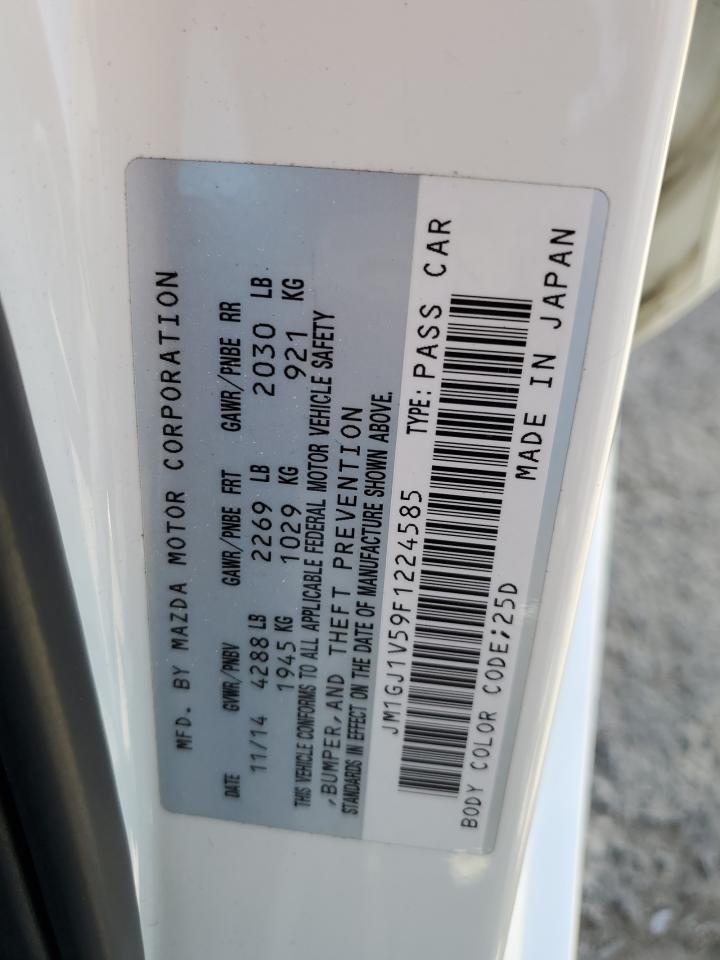 MFD. BY MAZDA MOTOR CORPORATION
DATE GVWR/PNBV GAWR/PNBE FRT GAWR/PNBE RR
11/14 4288 LB 2269 LB 2030 LB
1945 KG 1029 KG 921 KG
THIS VEHICLE CONFORMS TO ALL APPLICABLE FEDERAL MOTOR VEHICLE SAFETY
,BUMPER, AND THEFT PREVENTION
STANDARDS IN EFFECT ON THE DATE OF MANUFACTURE SHOWN ABOVE.
JM1GJ1V59F1224585 TYPE: PASS CAR
BODY COLOR CODE;25D MADE IN JAPAN